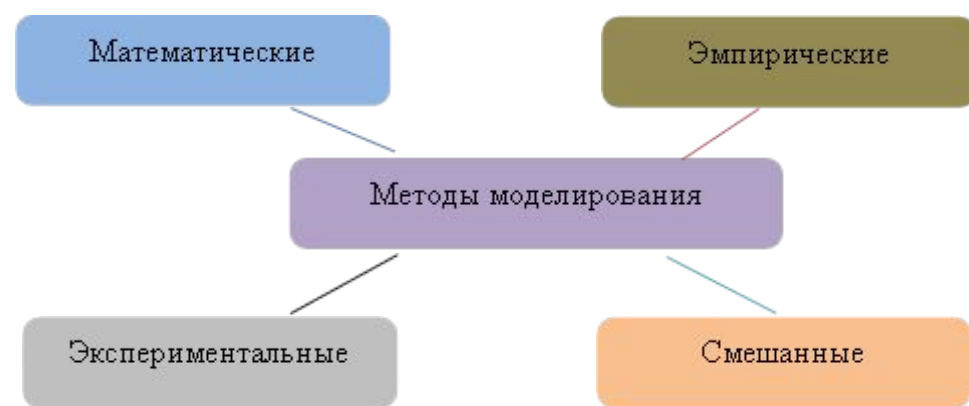 Математические
Эмпирические
Методы моделирования
Экспериментальные
Смешанные